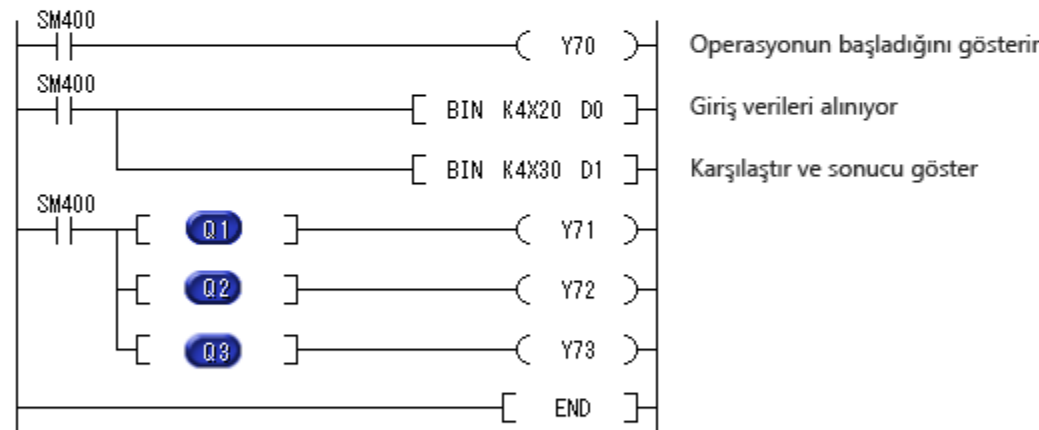 SM400
Y70 Operasyonun başladığını gösterir
SM400
BIN K4X20 D0 Giriş verileri alınıyor
BIN K4X30 D1 Karşılaştır ve sonucu göster
SM400
Q1 Y71
Q2 Y72
Q3 Y73
END